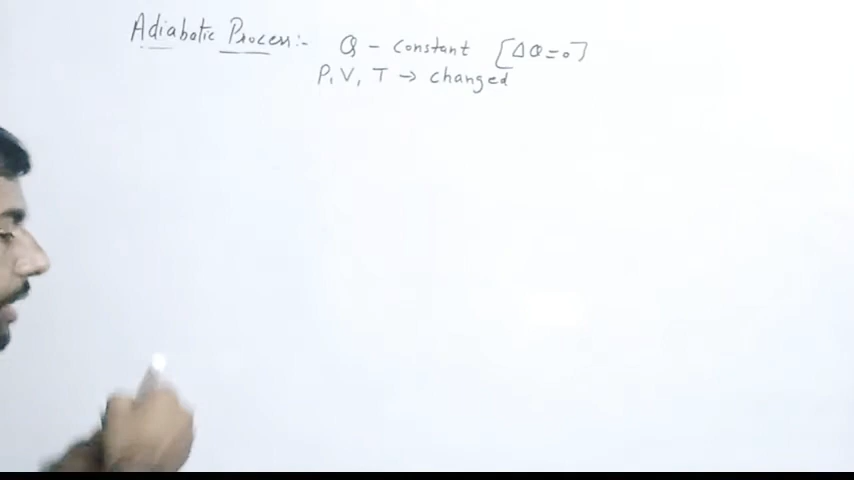 Adiabatic Process:- Q - Constant [ΔQ=0]
P, V, T → changed